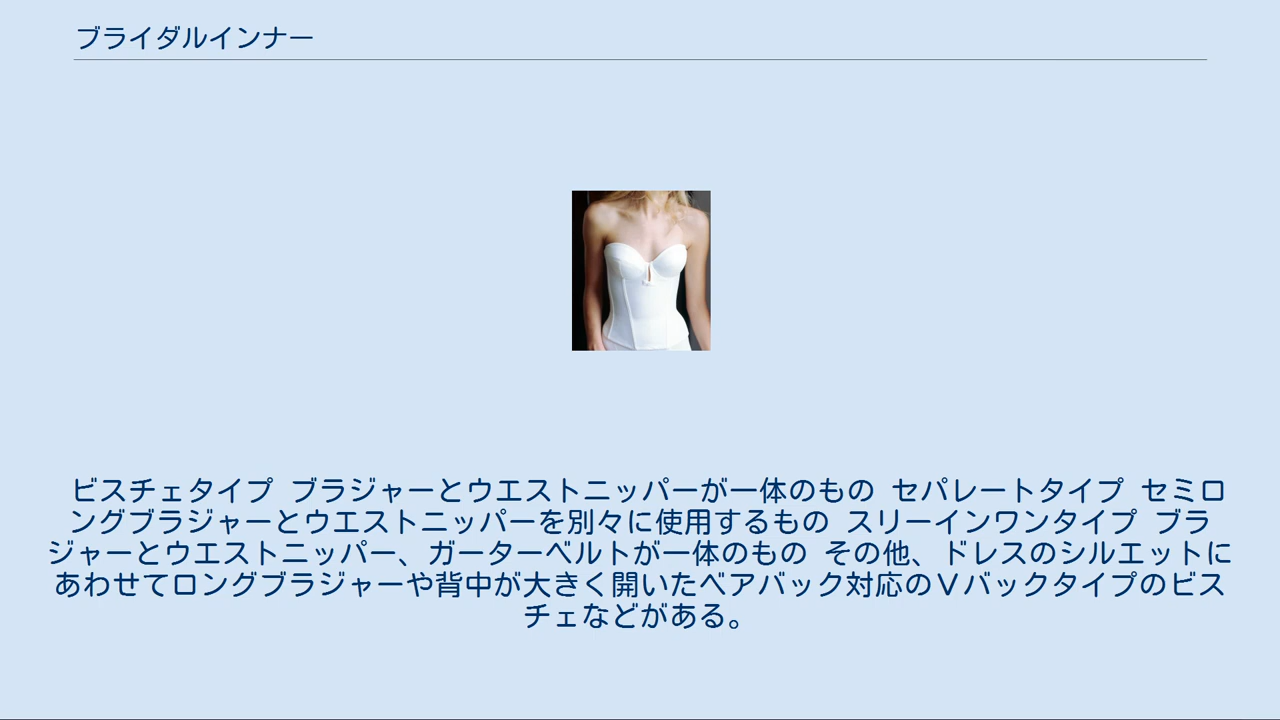 ブライダルインナー
ビスチェタイプ ブラジャーとウエストニッパーが一体のもの セパレートタイプ セミロ
ングブラジャーとウエストニッパーを別々に使用するもの スリーインワンタイプ ブラ
ジャーとウエストニッパー、ガーターベルトが一体のもの その他、ドレスのシルエットに
あわせてロングブラジャーや背中が大きく開いたベアバック対応のＶバックタイプのビス
チェなどがある。